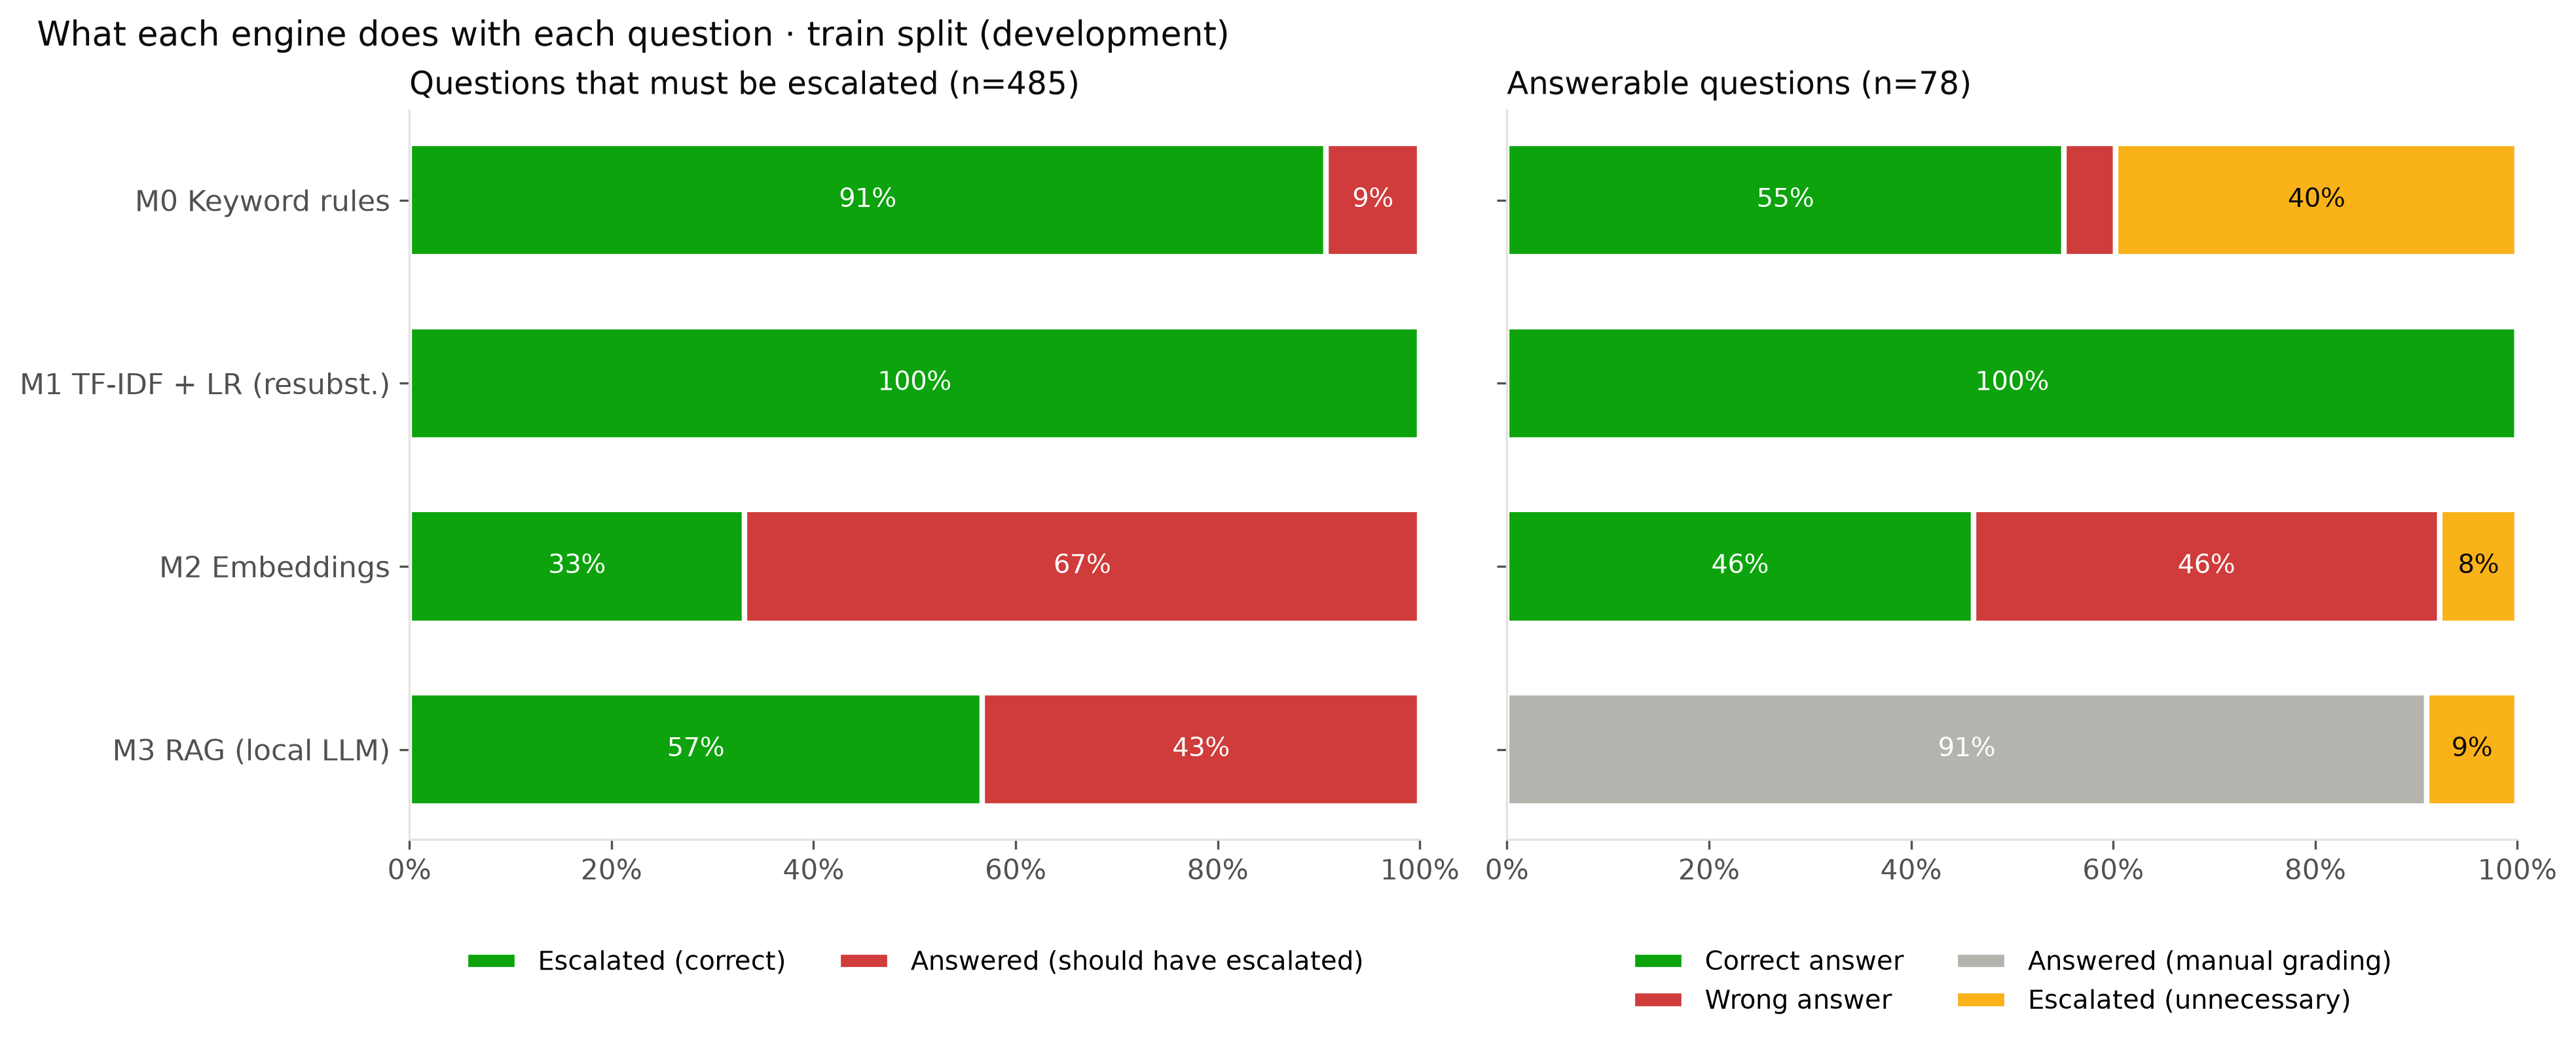 What each engine does with each question · train split (development)
Questions that must be escalated (n=485)
Answerable questions (n=78)
M0 Keyword rules
91%
9%
55%
40%
M1 TF-IDF + LR (resubst.)
100%
100%
M2 Embeddings
33%
67%
46%
46%
8%
M3 RAG (local LLM)
57%
43%
91%
9%
0% 20% 40% 60% 80% 100%
0% 20% 40% 60% 80% 100%
Escalated (correct)
Answered (should have escalated)
Correct answer
Answered (manual grading)
Wrong answer
Escalated (unnecessary)